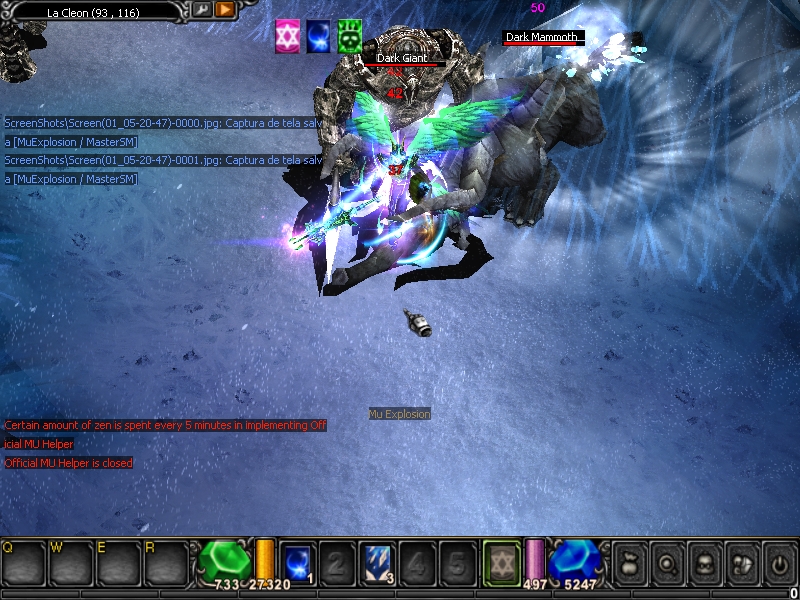 La Cleon (93 , 116)
50
Dark Mammoth
Dark Giant
42
ScreenShots\Screen(01_05-20-47)-0000.jpg: Captura de tela salv
a [MuExplosion / MasterSM]
ScreenShots\Screen(01_05-20-47)-0001.jpg: Captura de tela salv
a [MuExplosion / MasterSM]
Mu Explosion
Certain amount of zen is spent every 5 minutes in implementing Off
icial MU Helper
Official MU Helper is closed
Q W E R
1 2 3 4 5
733 27320 497 5247
0